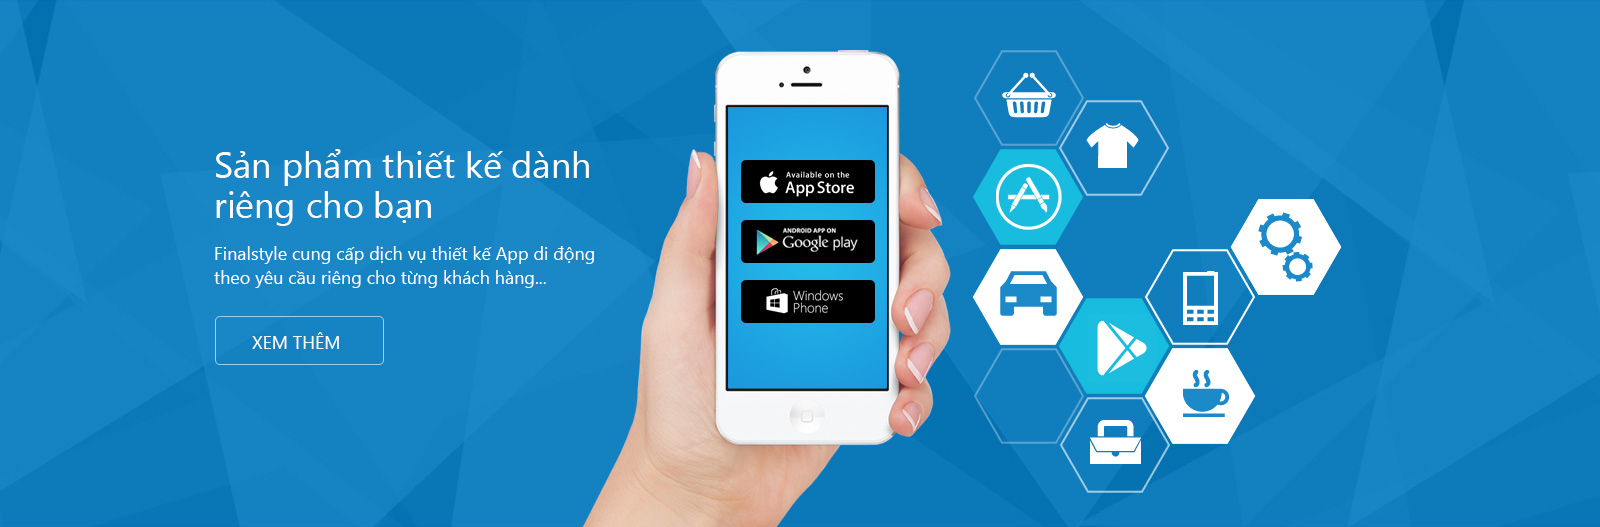 Sản phẩm thiết kế dành
riêng cho bạn
Finalstyle cung cấp dịch vụ thiết kế App di động
theo yêu cầu riêng cho từng khách hàng...
XEM THÊM
Available on the
App Store
ANDROID APP ON
Google play
Windows
Phone